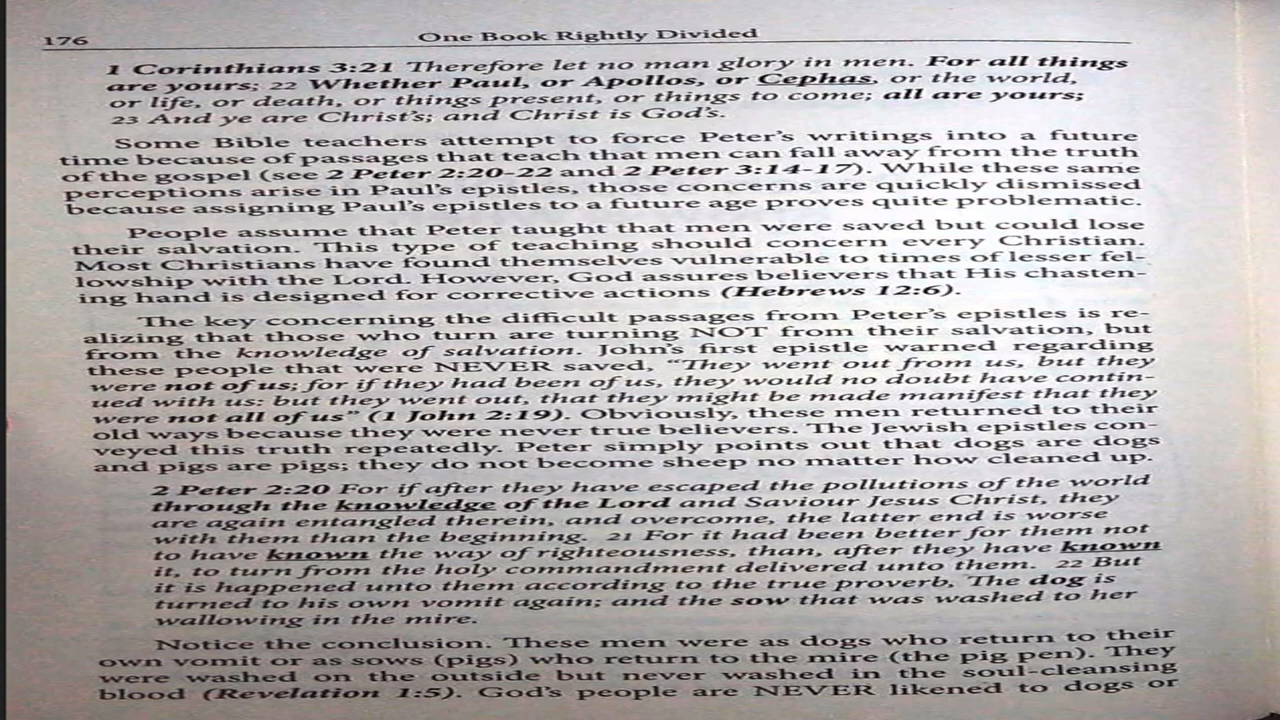 176 One Book Rightly Divided
1 Corinthians 3:21 Therefore let no man glory in men. For all things
are yours; 22 Whether Paul, or Apollos, or Cephas, or the world,
or life, or death, or things present, or things to come; all are yours;
23 And ye are Christ's; and Christ is God's.
Some Bible teachers attempt to force Peter's writings into a future
time because of passages that teach that men can fall away from the truth
of the gospel (see 2 Peter 2:20-22 and 2 Peter 3:14-17). While these same
perceptions arise in Paul's epistles, those concerns are quickly dismissed
because assigning Paul's epistles to a future age proves quite problematic.
People assume that Peter taught that men were saved but could lose
their salvation. This type of teaching should concern every Christian.
Most Christians have found themselves vulnerable to times of lesser fel-
lowship with the Lord. However, God assures believers that His chasten-
ing hand is designed for corrective actions (Hebrews 12:6).
The key concerning the difficult passages from Peter's epistles is re-
alizing that those who turn are turning NOT from their salvation, but
from the knowledge of salvation. John's first epistle warned regarding
these people that were NEVER saved, "They went out from us, but they
were not of us; for if they had been of us, they would no doubt have contin-
ued with us: but they went out, that they might be made manifest that they
were not all of us" (1 John 2:19). Obviously, these men returned to their
old ways because they were never true believers. The Jewish epistles con-
veyed this truth repeatedly. Peter simply points out that dogs are dogs
and pigs are pigs; they do not become sheep no matter how cleaned up.
2 Peter 2:20 For if after they have escaped the pollutions of the world
through the knowledge of the Lord and Saviour Jesus Christ, they
are again entangled therein, and overcome, the latter end is worse
with them than the beginning. 21 For it had been better for them not
to have known the way of righteousness, than, after they have known
it, to turn from the holy commandment delivered unto them. 22 But
it is happened unto them according to the true proverb, The dog is
turned to his own vomit again; and the sow that was washed to her
wallowing in the mire.
Notice the conclusion. These men were as dogs who return to their
own vomit or as sows (pigs) who return to the mire (the pig pen). They
were washed on the outside but never washed in the soul-cleansing
blood (Revelation 1:5). God's people are NEVER likened to dogs or